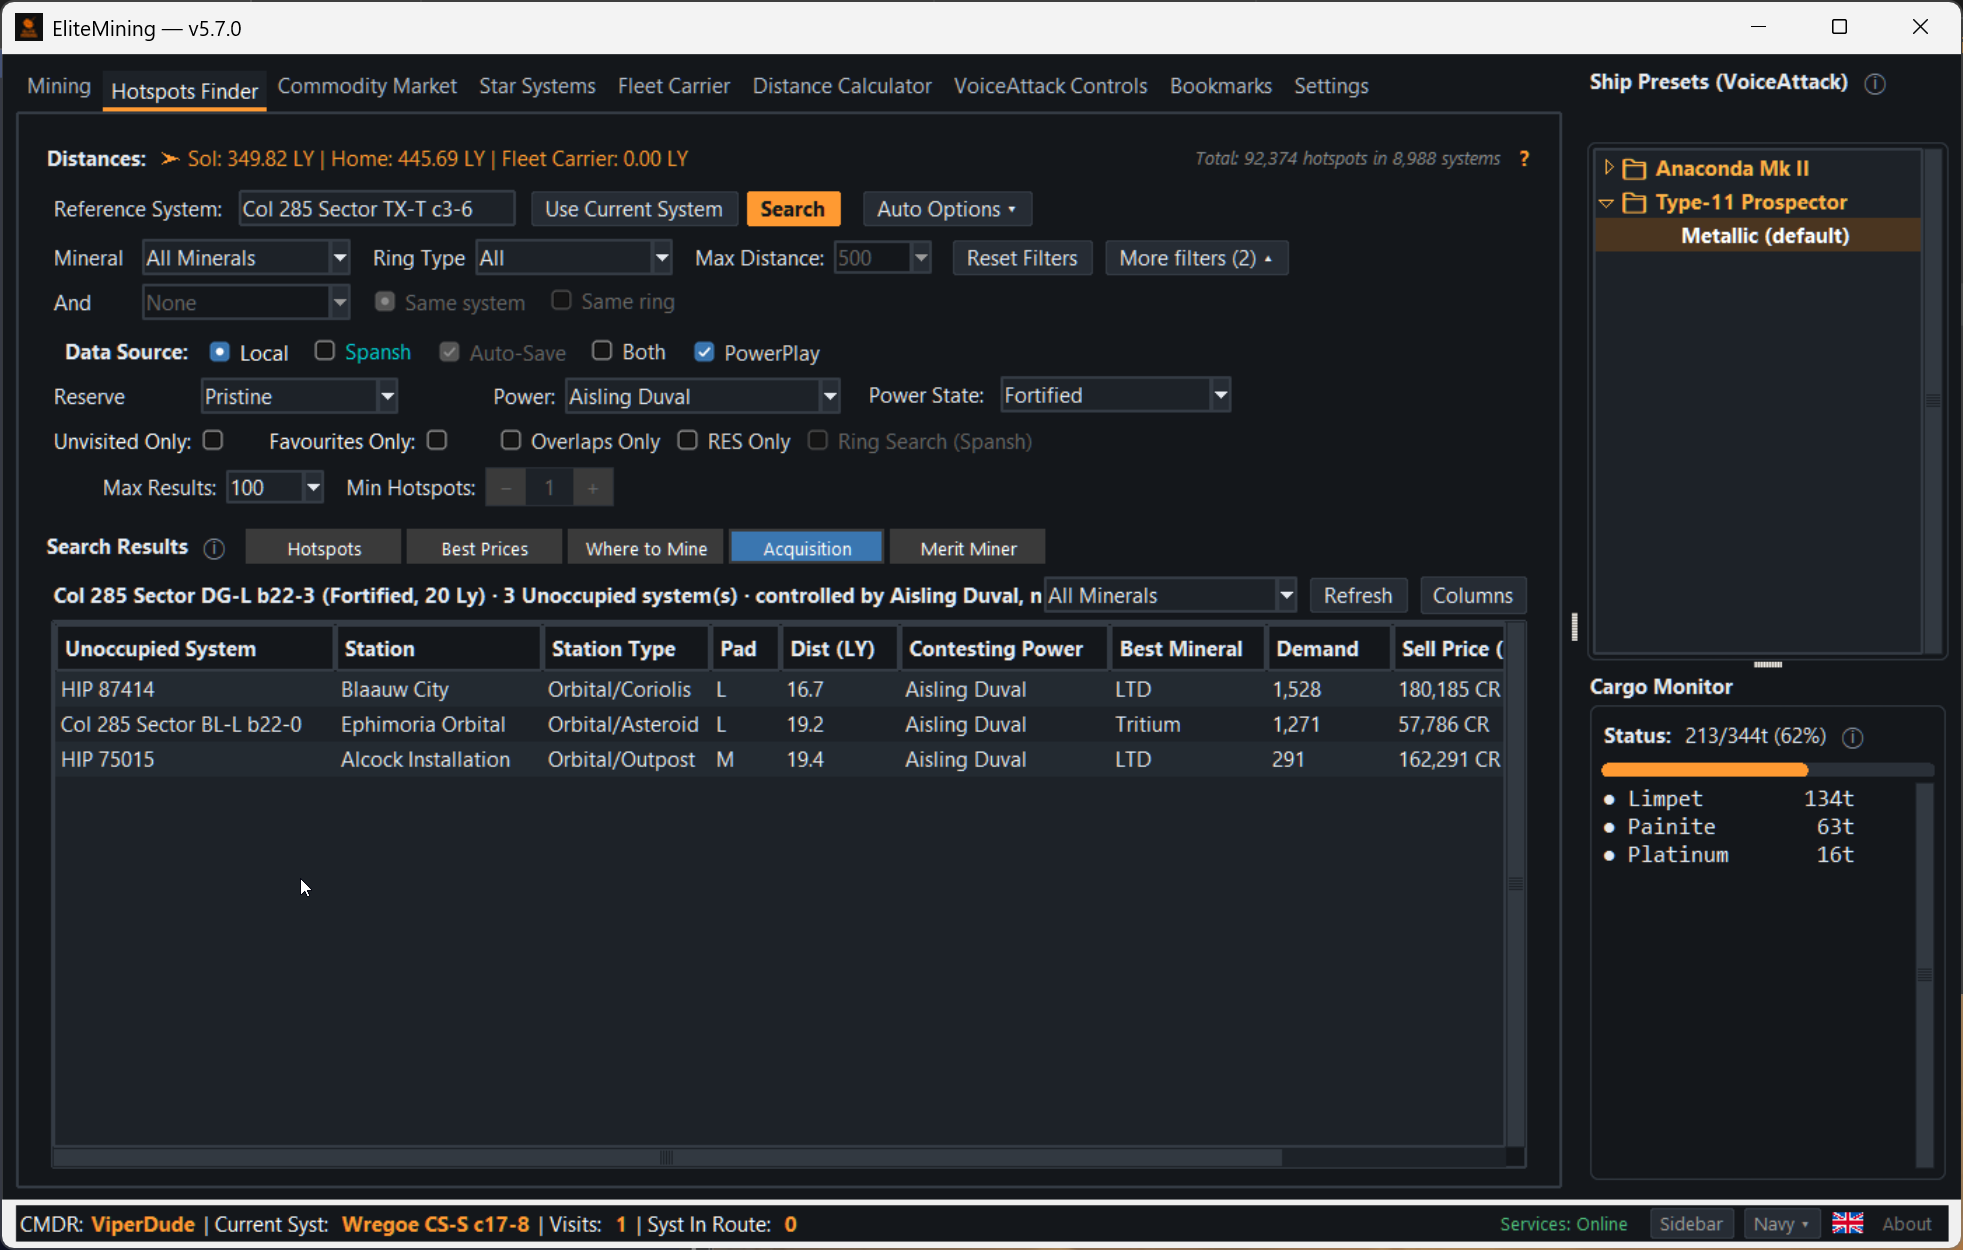 EliteMining — v5.7.0
Mining Hotspots Finder Commodity Market Star Systems Fleet Carrier Distance Calculator VoiceAttack Controls Bookmarks Settings
Distances: ➢ Sol: 349.82 LY | Home: 445.69 LY | Fleet Carrier: 0.00 LY Total: 92,374 hotspots in 8,988 systems ?
Reference System: Col 285 Sector TX-T c3-6 Use Current System Search Auto Options ▾
Mineral All Minerals Ring Type All Max Distance: 500 Reset Filters More filters (2) ▴
And None Same system Same ring
Data Source: Local Spansh Auto-Save Both PowerPlay
Reserve Pristine Power: Aisling Duval Power State: Fortified
Unvisited Only: Favourites Only: Overlaps Only RES Only Ring Search (Spansh)
Max Results: 100 Min Hotspots: − 1 +
Search Results ⓘ Hotspots Best Prices Where to Mine Acquisition Merit Miner
Col 285 Sector DG-L b22-3 (Fortified, 20 Ly) · 3 Unoccupied system(s) · controlled by Aisling Duval, n All Minerals Refresh Columns
Unoccupied System Station Station Type Pad Dist (LY) Contesting Power Best Mineral Demand Sell Price (
HIP 87414 Blaauw City Orbital/Coriolis L 16.7 Aisling Duval LTD 1,528 180,185 CR
Col 285 Sector BL-L b22-0 Ephimoria Orbital Orbital/Asteroid L 19.2 Aisling Duval Tritium 1,271 57,786 CR
HIP 75015 Alcock Installation Orbital/Outpost M 19.4 Aisling Duval LTD 291 162,291 CR
Ship Presets (VoiceAttack) ⓘ
Anaconda Mk II
Type-11 Prospector
Metallic (default)
Cargo Monitor
Status: 213/344t (62%) ⓘ
• Limpet 134t
• Painite 63t
• Platinum 16t
CMDR: ViperDude | Current Syst: Wregoe CS-S c17-8 | Visits: 1 | Syst In Route: 0 Services: Online Sidebar Navy ▾ About